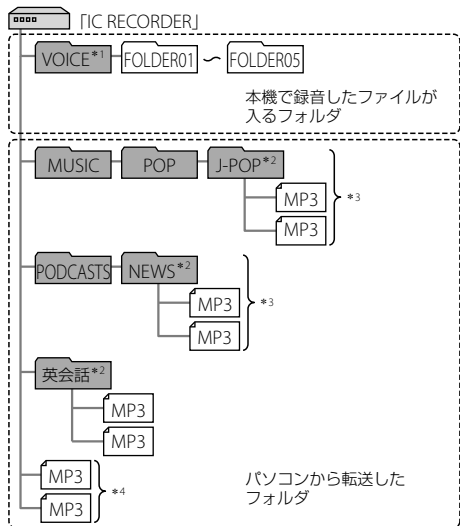 「IC RECORDER」
VOICE*1 FOLDER01 ～ FOLDER05
本機で録音したファイルが
入るフォルダ
MUSIC POP J-POP*2
MP3
MP3
*3
PODCASTS NEWS*2
MP3
MP3
*3
英会話*2
MP3
MP3
MP3
MP3
*4
パソコンから転送した
フォルダ